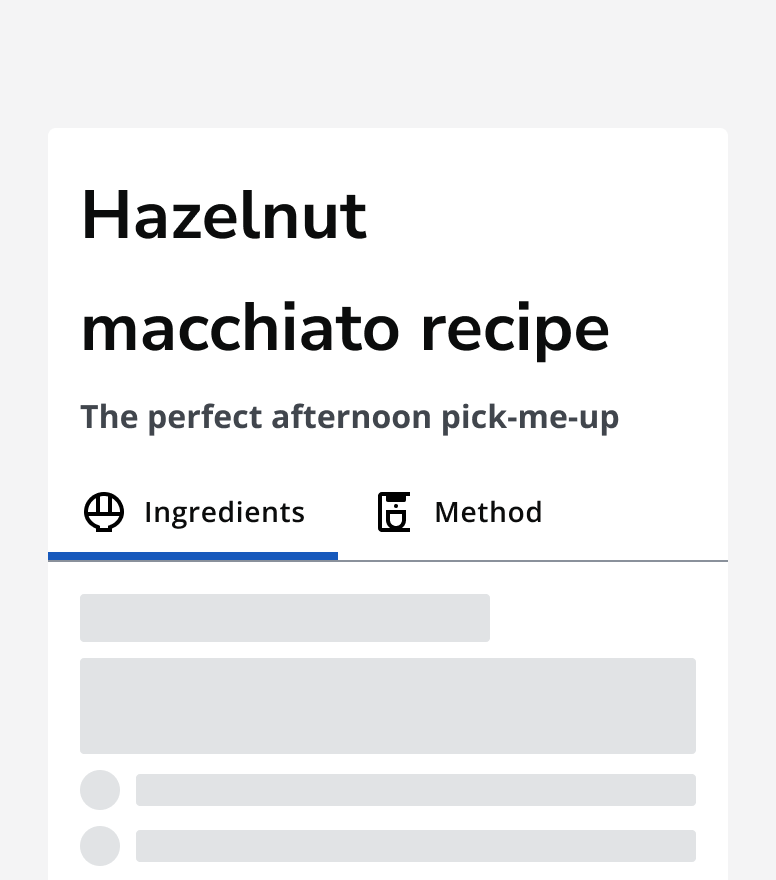 Hazelnut
macchiato recipe
The perfect afternoon pick-me-up
Ingredients
Method